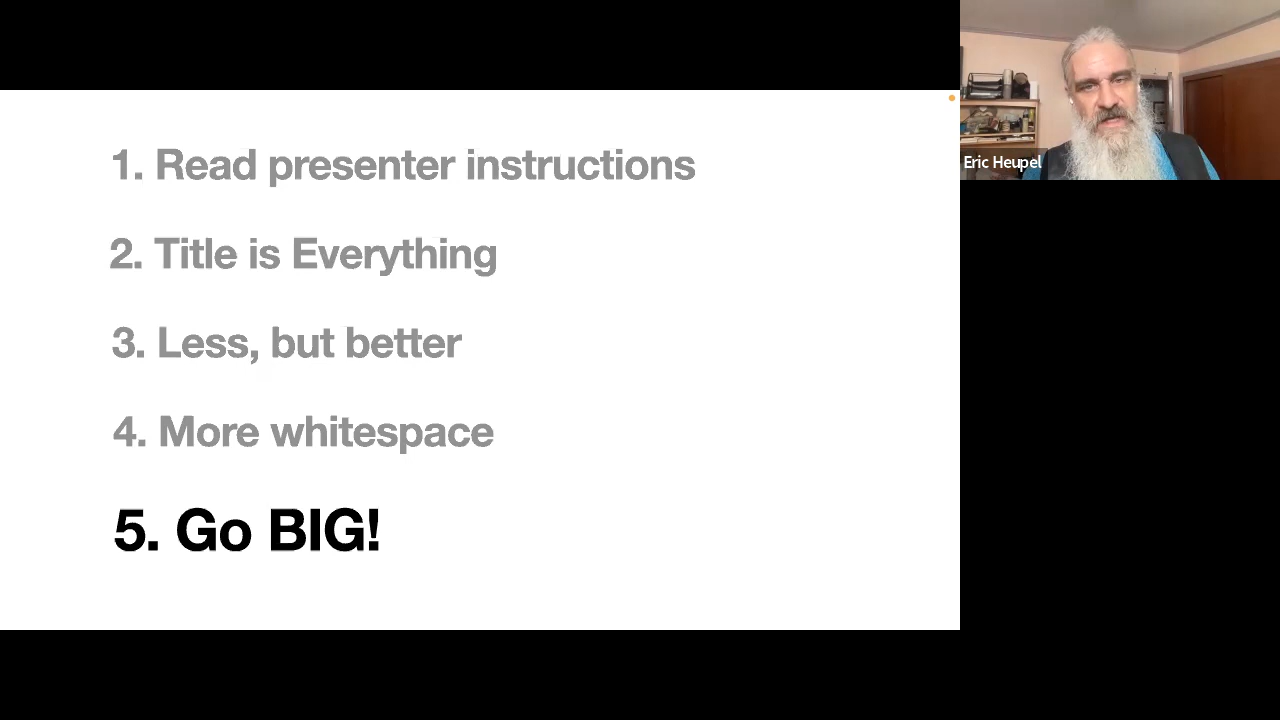 1. Read presenter instructions
2. Title is Everything
3. Less, but better
4. More whitespace
5. Go BIG!
Eric Heupel